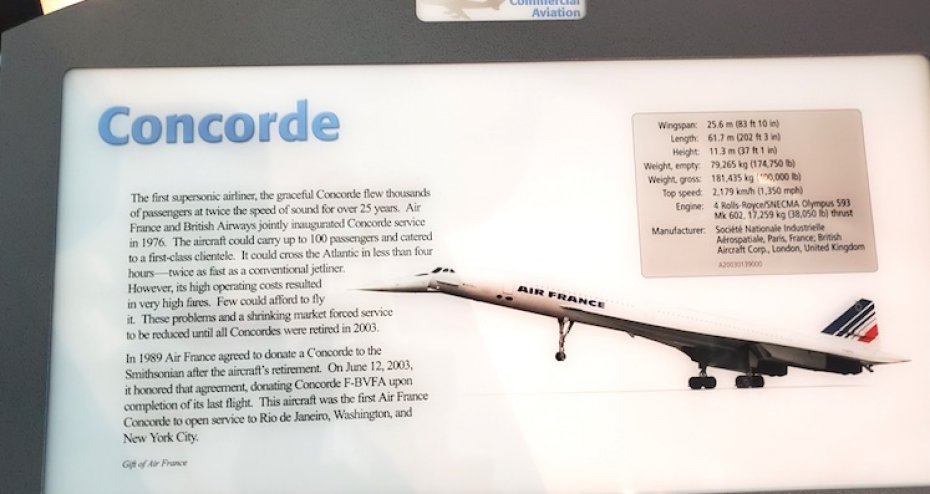 Commercial
Aviation
Concorde
The first supersonic airliner, the graceful Concorde flew thousands
of passengers at twice the speed of sound for over 25 years. Air
France and British Airways jointly inaugurated Concorde service
in 1976. The aircraft could carry up to 100 passengers and catered
to a first-class clientele. It could cross the Atlantic in less than four
hours—twice as fast as a conventional jetliner.
However, its high operating costs resulted
in very high fares. Few could afford to fly
it. These problems and a shrinking market forced service
to be reduced until all Concordes were retired in 2003.
In 1989 Air France agreed to donate a Concorde to the
Smithsonian after the aircraft's retirement. On June 12, 2003,
it honored that agreement, donating Concorde F-BVFA upon
completion of its last flight. This aircraft was the first Air France
Concorde to open service to Rio de Janeiro, Washington, and
New York City.
Gift of Air France
Wingspan: 25.6 m (83 ft 10 in)
Length: 61.7 m (202 ft 3 in)
Height: 11.3 m (37 ft 1 in)
Weight, empty: 79,265 kg (174,750 lb)
Weight, gross: 181,435 kg (400,000 lb)
Top speed: 2,179 km/h (1,350 mph)
Engine: 4 Rolls-Royce/SNECMA Olympus 593
Mk 602, 17,259 kg (38,050 lb) thrust
Manufacturer: Société Nationale Industrielle
Aérospatiale, Paris, France; British
Aircraft Corp., London, United Kingdom
A20030139000
AIR FRANCE